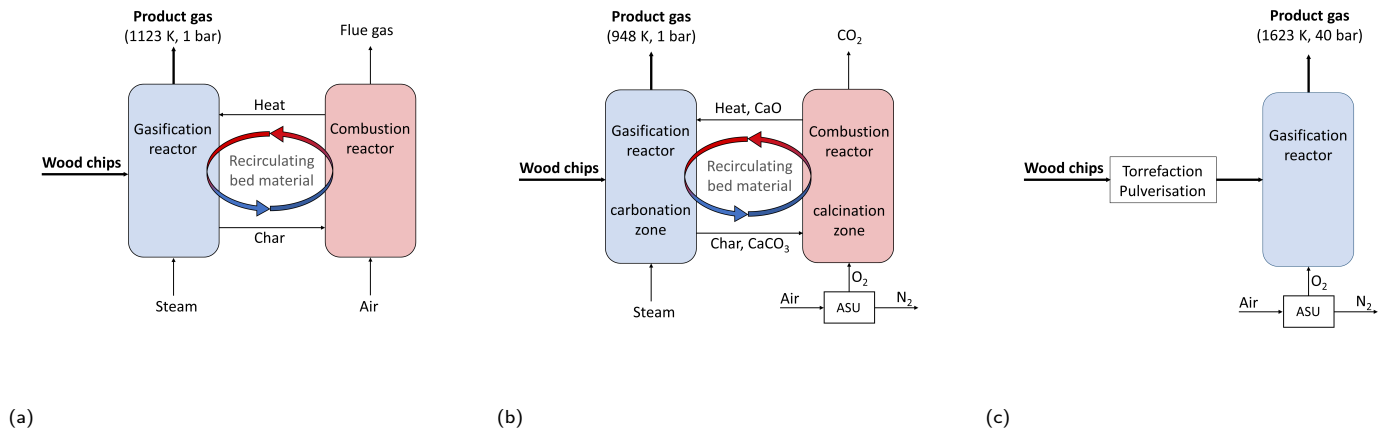 Product gas
(1123 K, 1 bar)
Flue gas
Heat
Gasification
reactor
Combustion
reactor
Recirculating
bed material
Wood chips
Char
Steam
Air
(a)
Product gas
(948 K, 1 bar)
CO2
Heat, CaO
Gasification
reactor
Combustion
reactor
Recirculating
bed material
Wood chips
carbonation
zone
calcination
zone
Char, CaCO3
O2
Air
ASU
N2
Steam
(b)
Product gas
(1623 K, 40 bar)
Gasification
reactor
Wood chips
Torrefaction
Pulverisation
O2
Air
ASU
N2
(c)